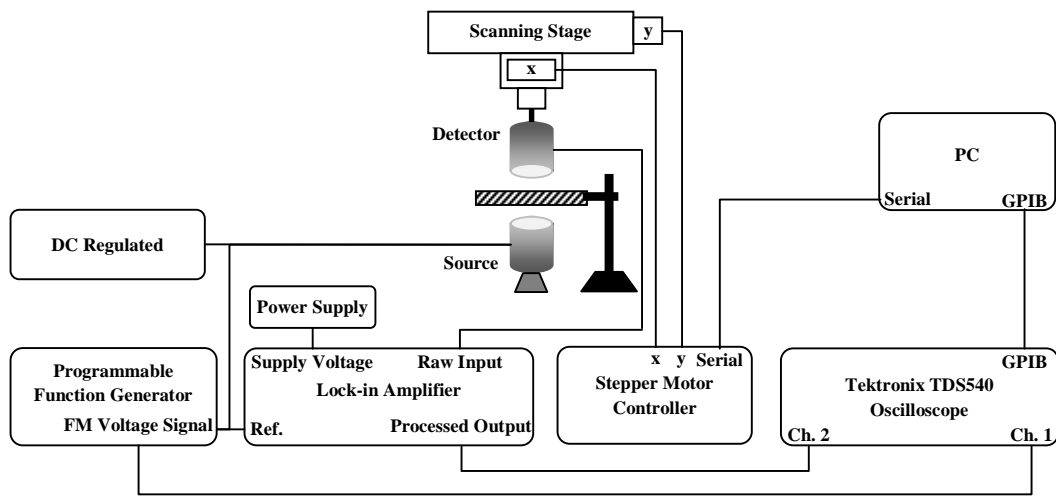 Scanning Stage
y
x
Detector
PC
Serial
GPIB
DC Regulated
Source
Power Supply
Supply Voltage
Raw Input
Lock-in Amplifier
Ref.
Processed Output
Programmable
Function Generator
FM Voltage Signal
x y Serial
Stepper Motor
Controller
GPIB
Tektronix TDS540
Oscilloscope
Ch. 2
Ch. 1